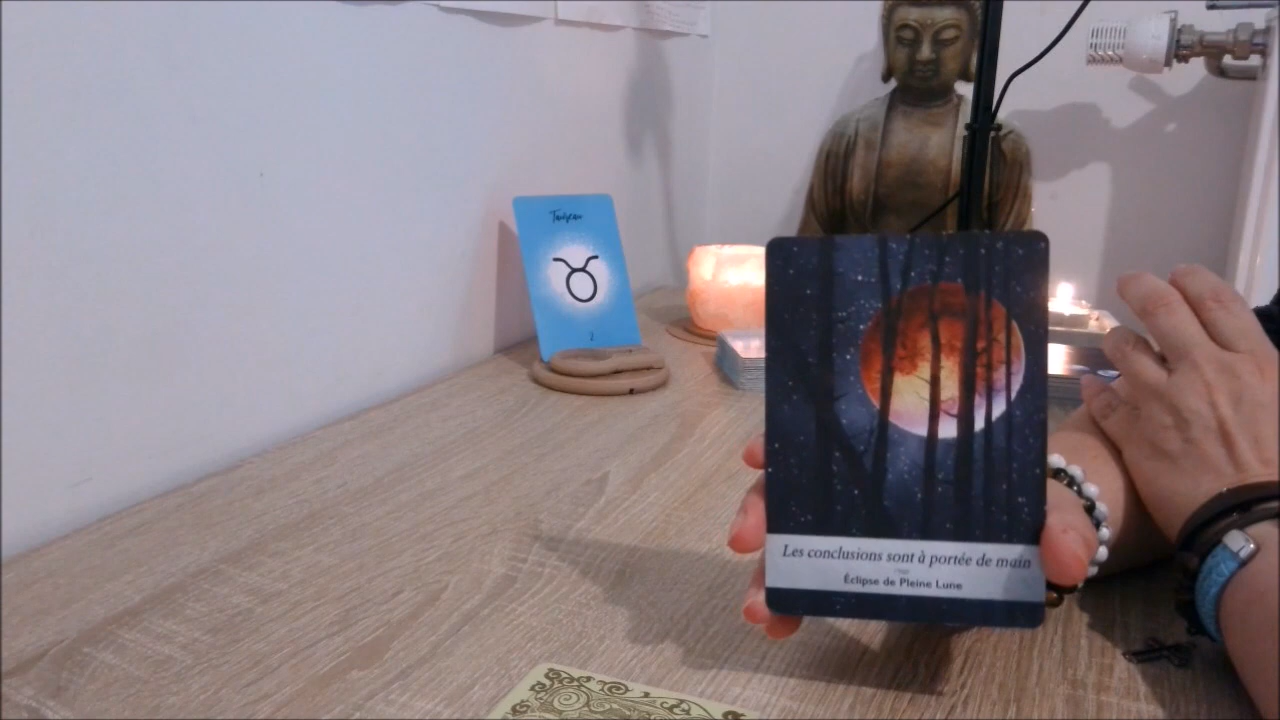 Taureau
2
Les conclusions sont à portée de main
Éclipse de Pleine Lune